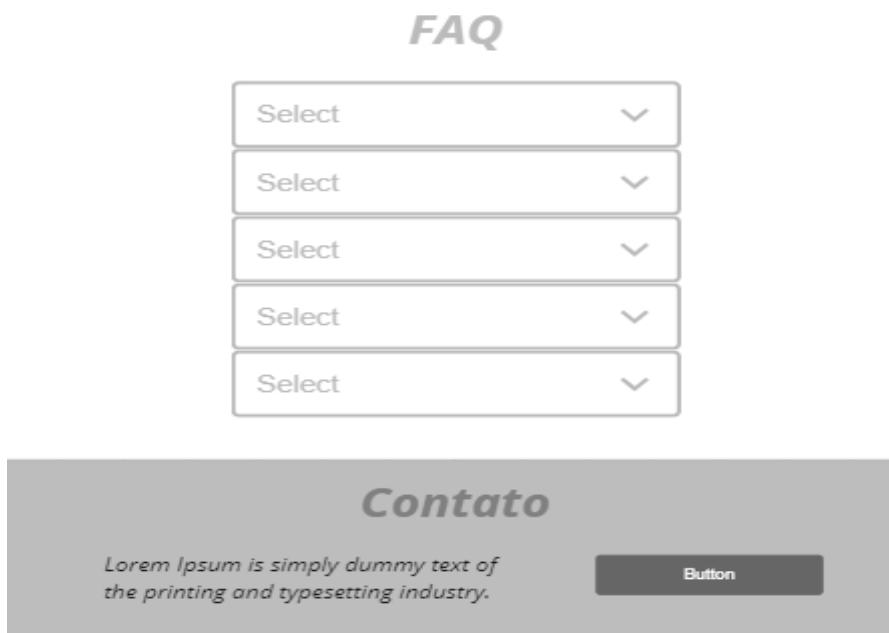 FAQ
Select
Select
Select
Select
Select
Contato
Lorem Ipsum is simply dummy text of
the printing and typesetting industry.
Button